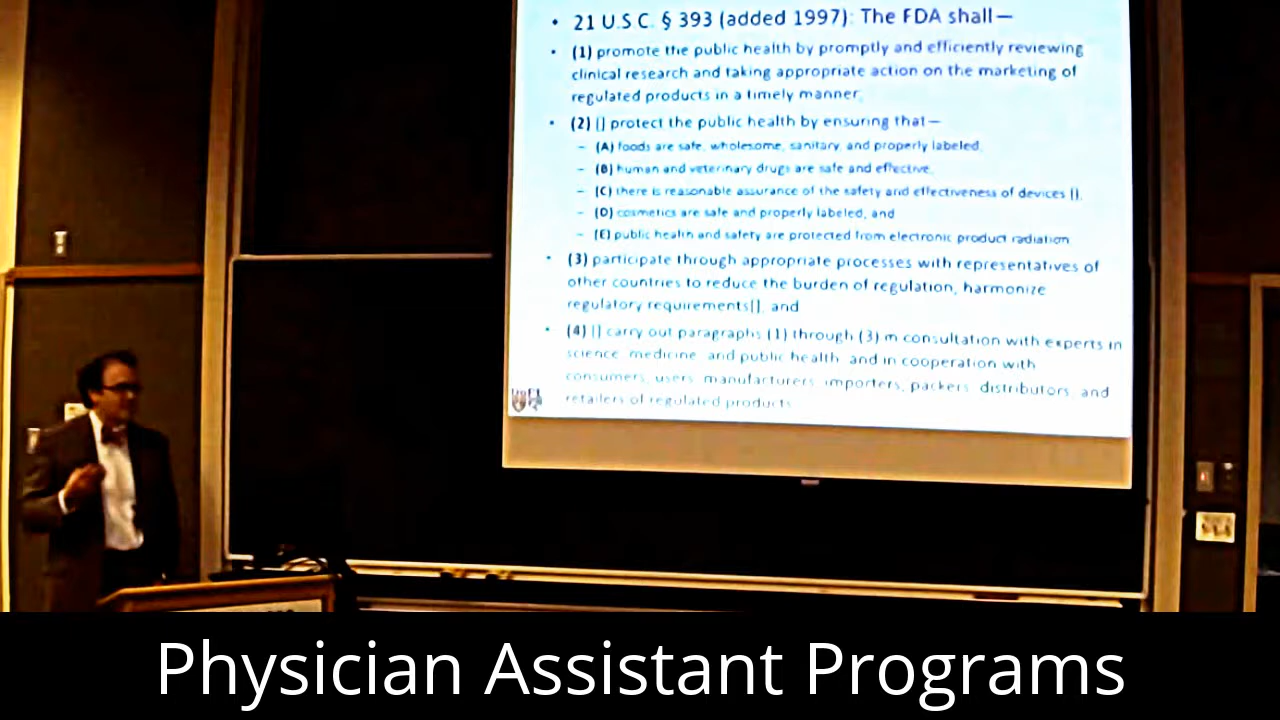 • 21 U.S.C. § 393 (added 1997): The FDA shall—
• (1) promote the public health by promptly and efficiently reviewing
clinical research and taking appropriate action on the marketing of
regulated products in a timely manner;
• (2) [] protect the public health by ensuring that—
– (A) foods are safe, wholesome, sanitary, and properly labeled;
– (B) human and veterinary drugs are safe and effective;
– (C) there is reasonable assurance of the safety and effectiveness of devices [];
– (D) cosmetics are safe and properly labeled, and
– (E) public health and safety are protected from electronic product radiation
• (3) participate through appropriate processes with representatives of
other countries to reduce the burden of regulation, harmonize
regulatory requirements[], and
• (4) [] carry out paragraphs (1) through (3) in consultation with experts in
science, medicine, and public health, and in cooperation with
consumers, users, manufacturers, importers, packers, distributors, and
retailers of regulated products
Physician Assistant Programs